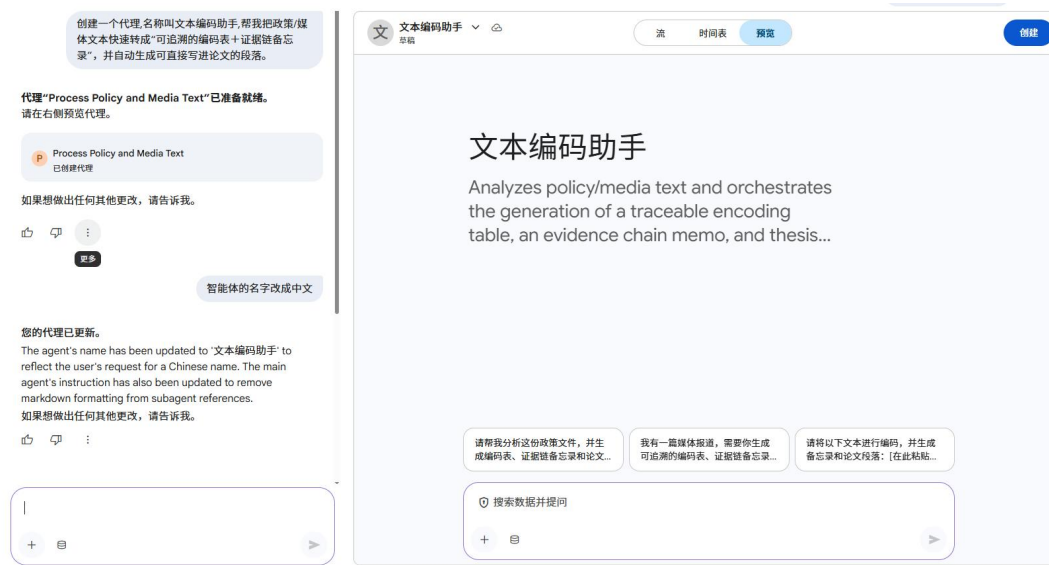 创建一个代理,名称叫文本编码助手,帮我把政策/媒
体文本快速转成“可追溯的编码表＋证据链备忘
录”，并自动生成可直接写进论文的段落。
代理“Process Policy and Media Text”已准备就绪。
请在右侧预览代理。
P
Process Policy and Media Text
已创建代理
如果想做出任何其他更改，请告诉我。
更多
智能体的名字改成中文
您的代理已更新。
The agent's name has been updated to '文本编码助手' to
reflect the user's request for a Chinese name. The main
agent's instruction has also been updated to remove
markdown formatting from subagent references.
如果想做出任何其他更改，请告诉我。
文
文本编码助手
草稿
流
时间表
预览
创建
文本编码助手
Analyzes policy/media text and orchestrates
the generation of a traceable encoding
table, an evidence chain memo, and thesis...
请帮我分析这份政策文件，并生
成编码表、证据链备忘录和论文...
我有一篇媒体报道，需要你生成
可追溯的编码表、证据链备忘录...
请将以下文本进行编码，并生成
备忘录和论文段落：[在此粘贴...
搜索数据并提问